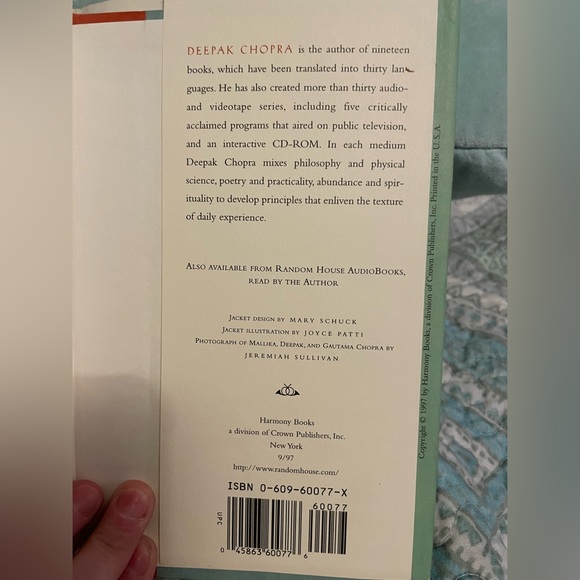 DEEPAK CHOPRA is the author of nineteen
books, which have been translated into thirty lan-
guages. He has also created more than thirty audio-
and videotape series, including five critically
acclaimed programs that aired on public television,
and an interactive CD-ROM. In each medium
Deepak Chopra mixes philosophy and physical
science, poetry and practicality, abundance and spir-
ituality to develop principles that enliven the texture
of daily experience.
Also available from Random House AudioBooks,
read by the Author
Jacket design by MARY SCHUCK
Jacket illustration by JOYCE PATTI
Photograph of Mallika, Deepak, and Gautama Chopra by
JEREMIAH SULLIVAN
Harmony Books
a division of Crown Publishers, Inc.
New York
9/97
http://www.randomhouse.com/
ISBN 0-609-60077-X
60077
UPC
0 45863 60077 6
Copyright © 1997 by Harmony Books, a division of Crown Publishers, Inc. Printed in the U.S.A.